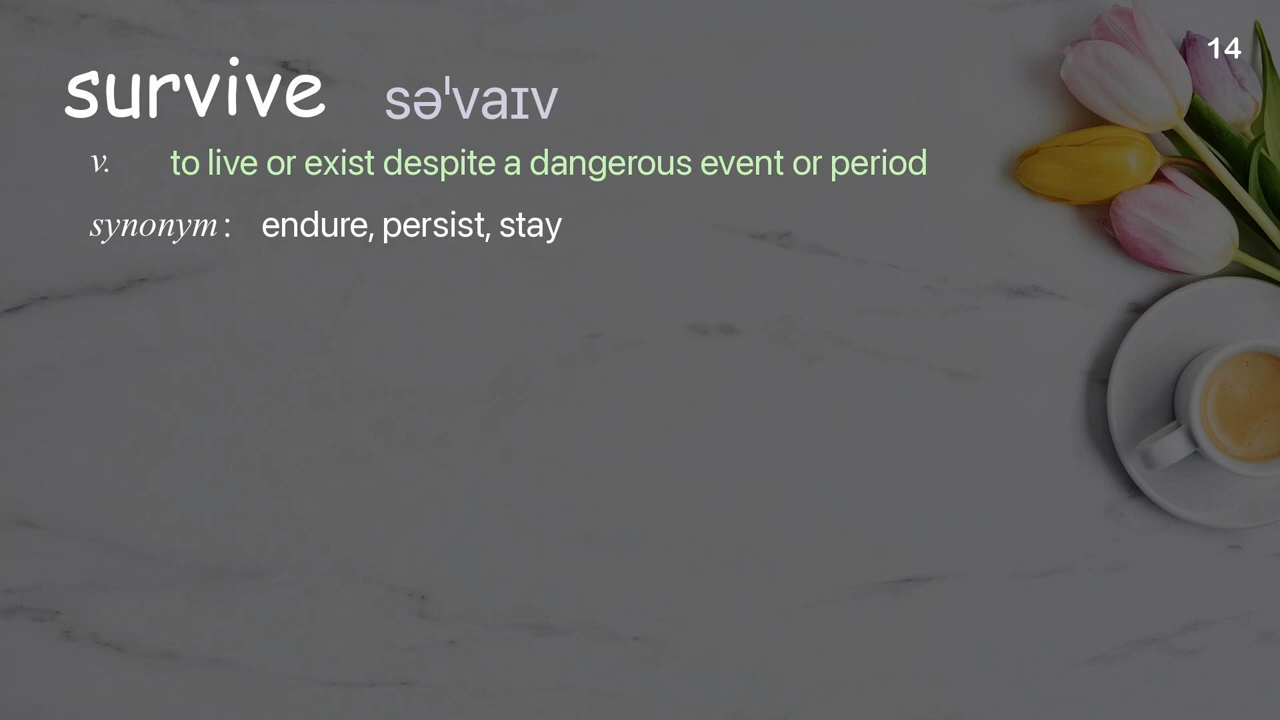 14
survive səˈvaɪv
v. to live or exist despite a dangerous event or period
synonym: endure, persist, stay